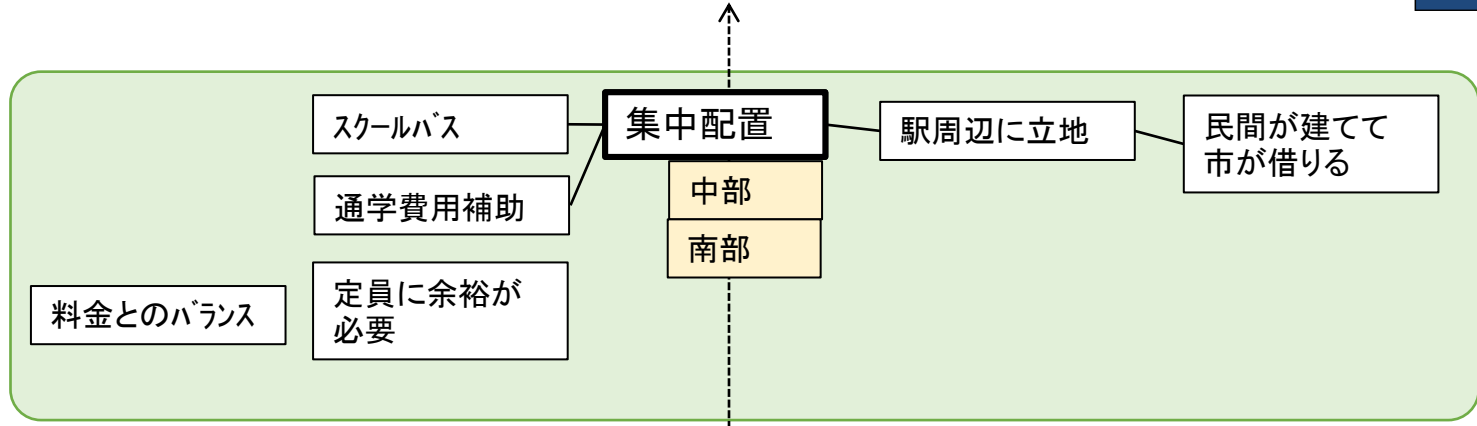 スクールバス
集中配置
駅周辺に立地
民間が建てて
市が借りる
通学費用補助
中部
南部
料金とのバランス
定員に余裕が
必要